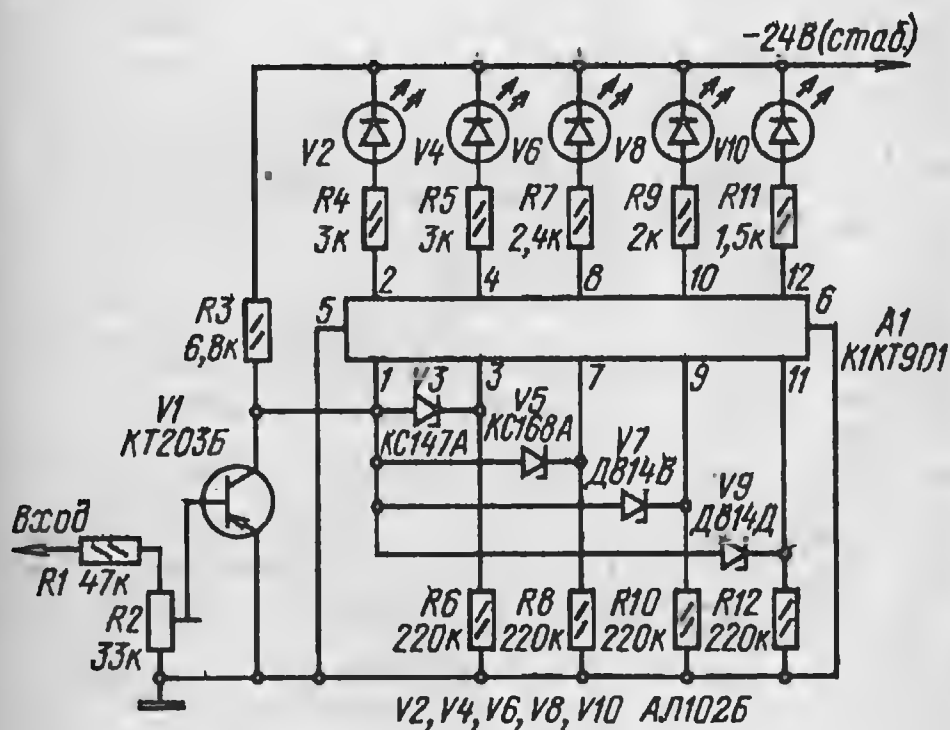 -24В (стаб.)
V2 V4 V6 V8 V10
R4 R5 R7 R9 R11
3к 3к 2,4к 2к 1,5к
2 4 8 10 12
5 6
R3
6,8к
А1
К1КТ901
1 3 7 9 11
V3 V5
КС147А КС168А
V1
КТ203Б
V7
Д814В
V9
Д814Д
Вход
R1 47к
R2
33к
R6 R8 R10 R12
220к 220к 220к 220к
V2, V4, V6, V8, V10 АЛ102Б